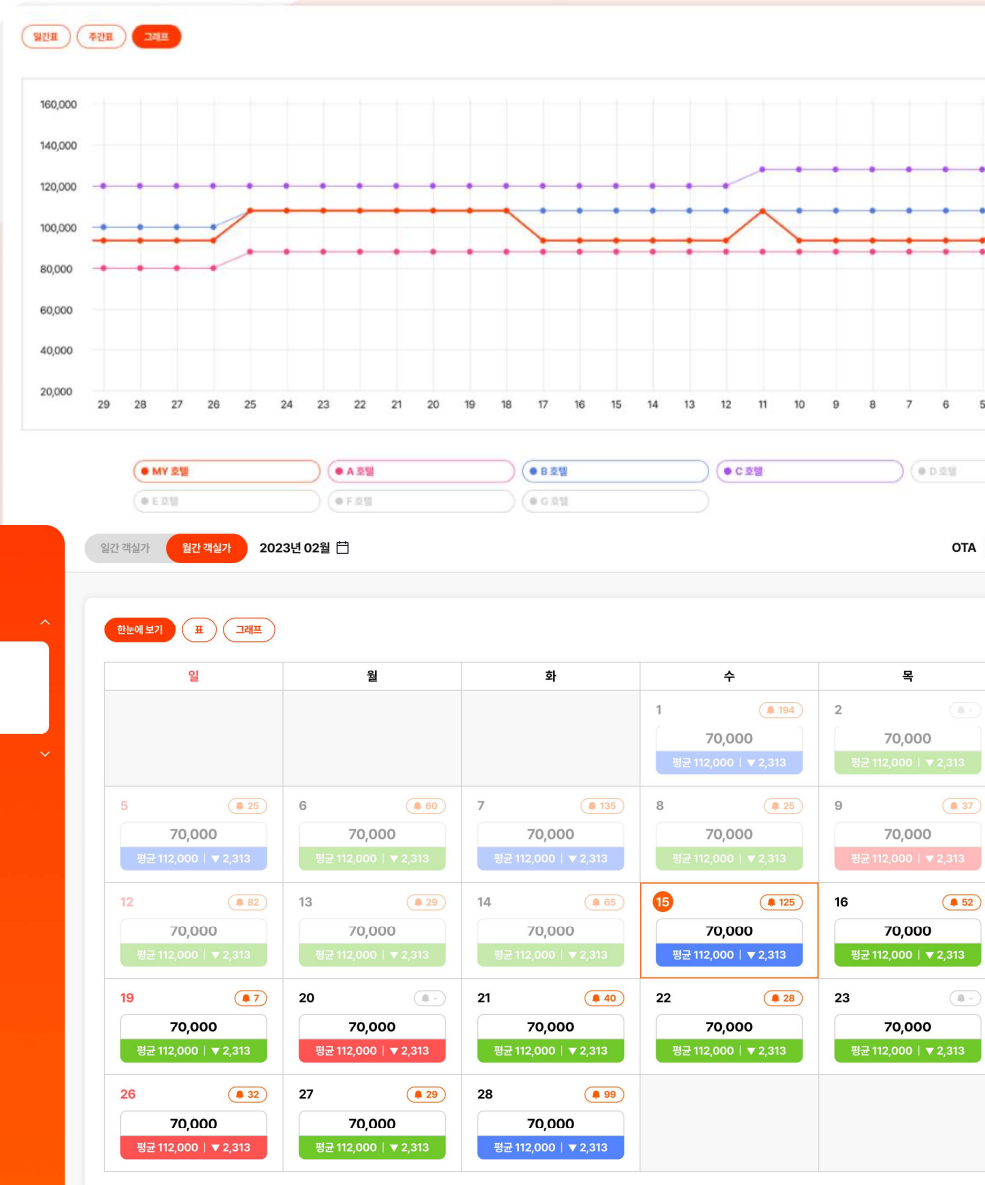 일간표 주간표 그래프
160,000
140,000
120,000
100,000
80,000
60,000
40,000
20,000
29 28 27 26 25 24 23 22 21 20 19 18 17 16 15 14 13 12 11 10 9 8 7 6 5
MY 호텔 A 호텔 B 호텔 C 호텔 D 호텔
E 호텔 F 호텔 G 호텔
일간 객실가 월간 객실가 2023년 02월 OTA
한눈에 보기 표 그래프
일 월 화 수 목
1 194 2 -
70,000 70,000
평균 112,000 | ▼ 2,313 평균 112,000 | ▼ 2,313
5 25 6 60 7 135 8 25 9 37
70,000 70,000 70,000 70,000 70,000
평균 112,000 | ▼ 2,313 평균 112,000 | ▼ 2,313 평균 112,000 | ▼ 2,313 평균 112,000 | ▼ 2,313 평균 112,000 | ▼ 2,313
12 82 13 29 14 65 15 125 16 52
70,000 70,000 70,000 70,000 70,000
평균 112,000 | ▼ 2,313 평균 112,000 | ▼ 2,313 평균 112,000 | ▼ 2,313 평균 112,000 | ▼ 2,313 평균 112,000 | ▼ 2,313
19 7 20 - 21 40 22 28 23 -
70,000 70,000 70,000 70,000 70,000
평균 112,000 | ▼ 2,313 평균 112,000 | ▼ 2,313 평균 112,000 | ▼ 2,313 평균 112,000 | ▼ 2,313 평균 112,000 | ▼ 2,313
26 32 27 29 28 99
70,000 70,000 70,000
평균 112,000 | ▼ 2,313 평균 112,000 | ▼ 2,313 평균 112,000 | ▼ 2,313